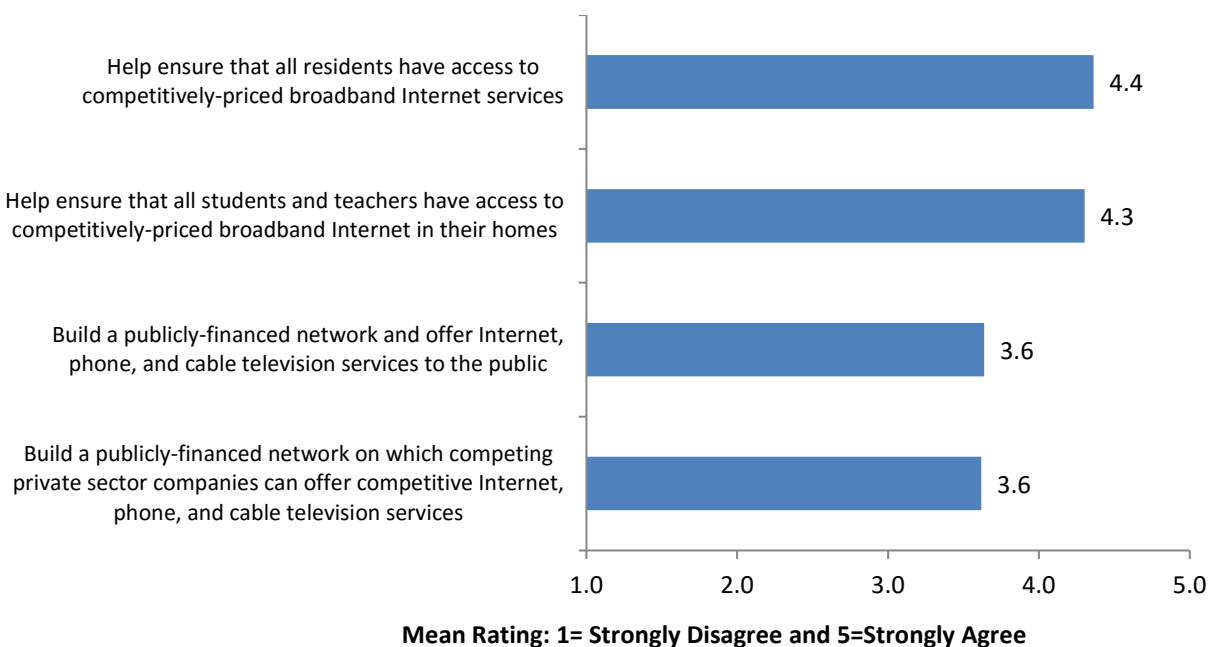 Help ensure that all residents have access to
competitively-priced broadband Internet services
4.4
Help ensure that all students and teachers have access to
competitively-priced broadband Internet in their homes
4.3
Build a publicly-financed network and offer Internet,
phone, and cable television services to the public
3.6
Build a publicly-financed network on which competing
private sector companies can offer competitive Internet,
phone, and cable television services
3.6
1.0 2.0 3.0 4.0 5.0
Mean Rating: 1= Strongly Disagree and 5=Strongly Agree